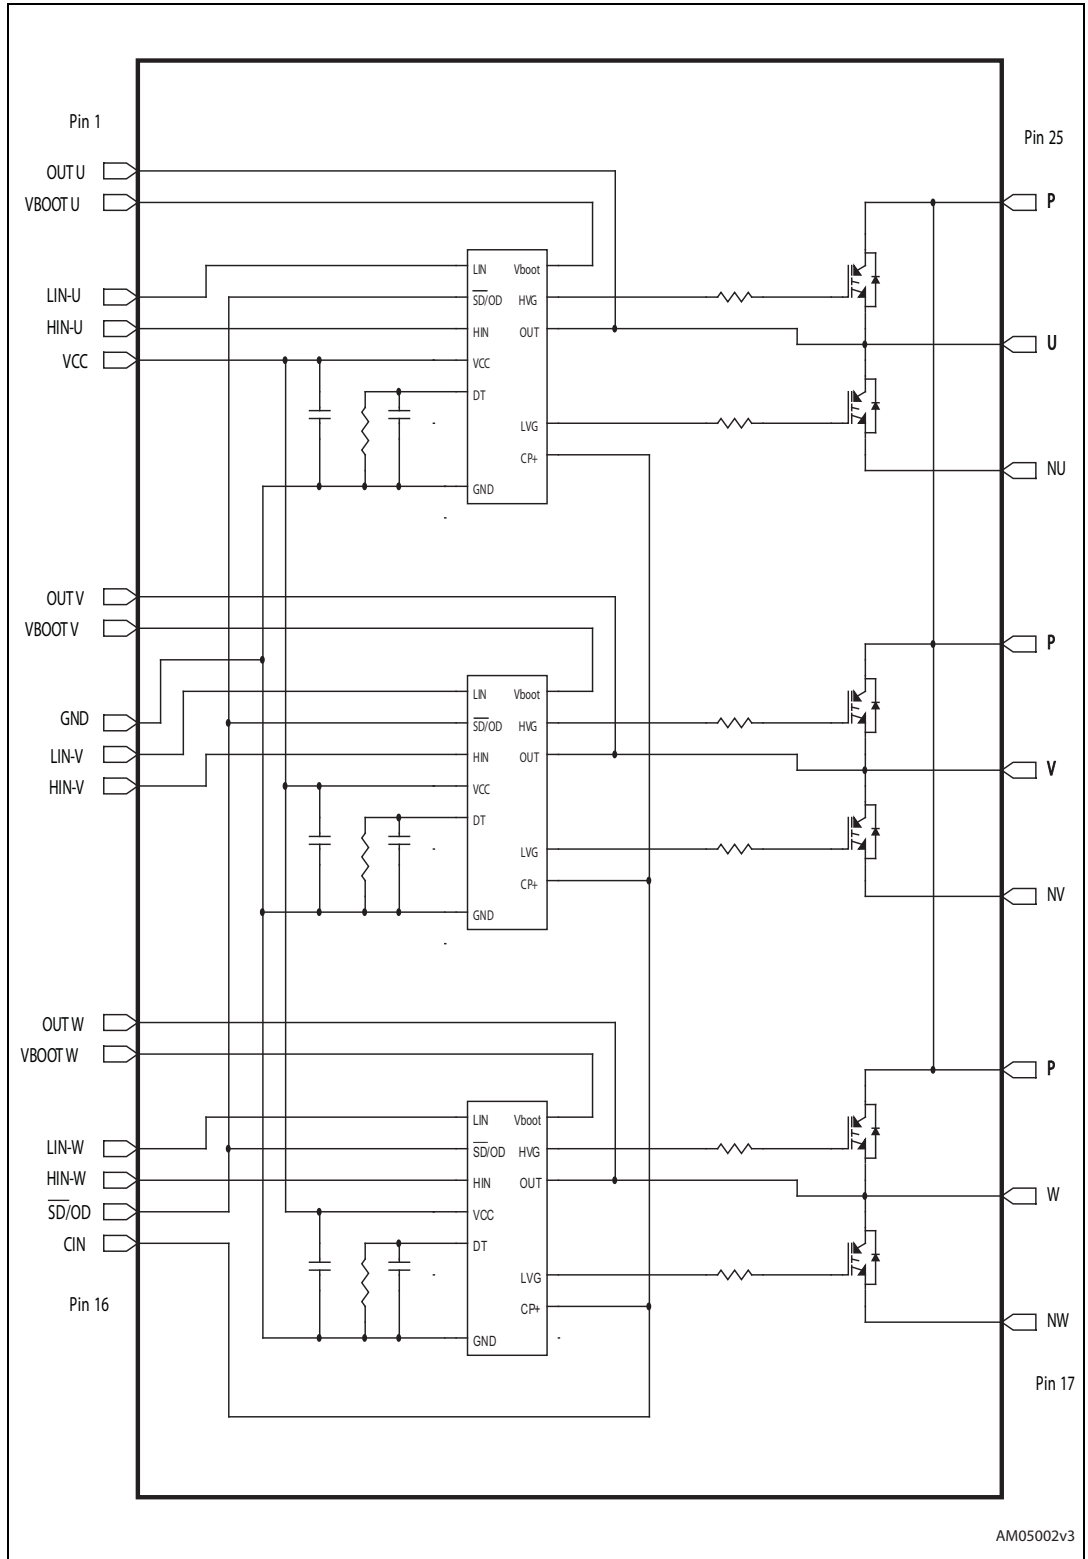 Pin 1
Pin 25
OUT U
VBOOT U
P
LIN
Vboot
LIN-U
SD/OD
HVG
HIN-U
HIN
OUT
U
VCC
VCC
DT
LVG
CP+
NU
GND
OUT V
VBOOT V
P
LIN
Vboot
GND
SD/OD
HVG
LIN-V
HIN
OUT
V
HIN-V
VCC
DT
LVG
CP+
NV
GND
OUT W
VBOOT W
P
LIN
Vboot
LIN-W
SD/OD
HVG
HIN-W
HIN
OUT
W
SD/OD
VCC
CIN
DT
LVG
Pin 16
CP+
NW
GND
Pin 17
AM05002v3